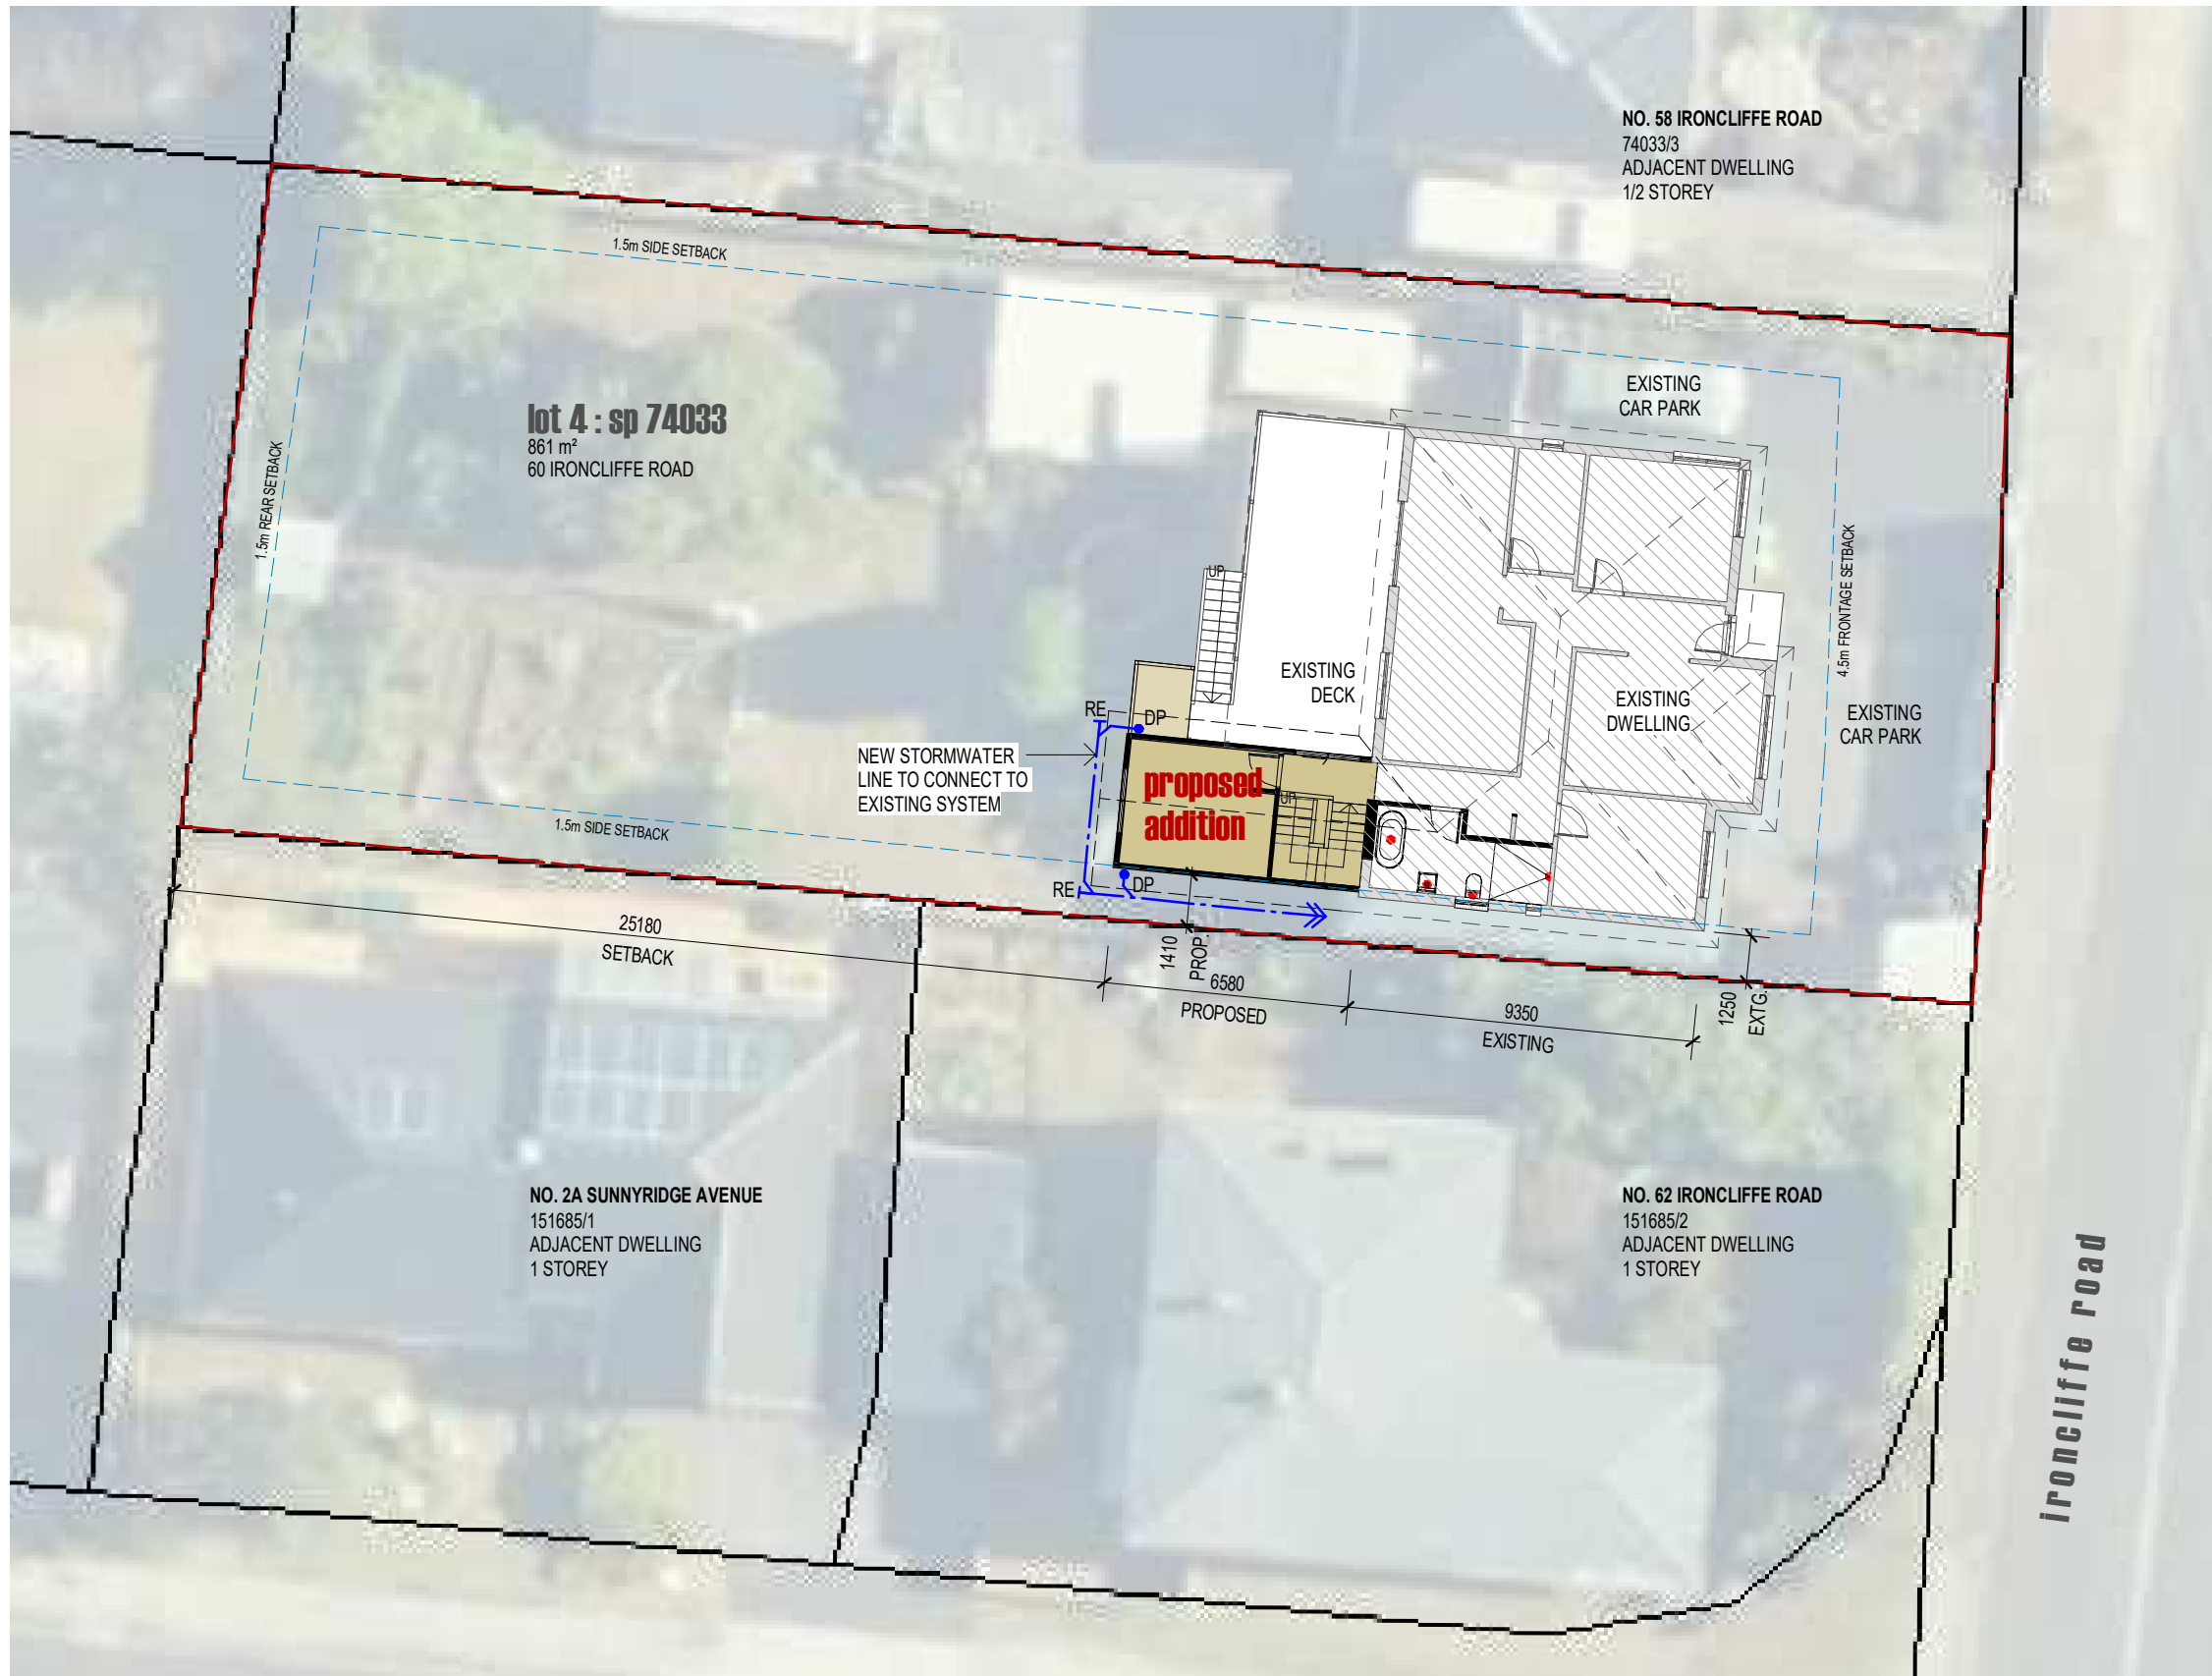 NO. 58 IRONCLIFFE ROAD
74033/3
ADJACENT DWELLING
1/2 STOREY
1.5m SIDE SETBACK
EXISTING
CAR PARK
lot 4 : sp 74033
861 m²
60 IRONCLIFFE ROAD
1.5m REAR SETBACK
4.5m FRONTAGE SETBACK
UP
EXISTING
DECK
EXISTING
DWELLING
EXISTING
CAR PARK
RE
DP
NEW STORMWATER
LINE TO CONNECT TO
EXISTING SYSTEM
proposed
addition
UP
1.5m SIDE SETBACK
RE
DP
25180
SETBACK
1410
PROP.
6580
PROPOSED
9350
EXISTING
1250
EXTG.
NO. 2A SUNNYRIDGE AVENUE
151685/1
ADJACENT DWELLING
1 STOREY
NO. 62 IRONCLIFFE ROAD
151685/2
ADJACENT DWELLING
1 STOREY
ironcliffe road